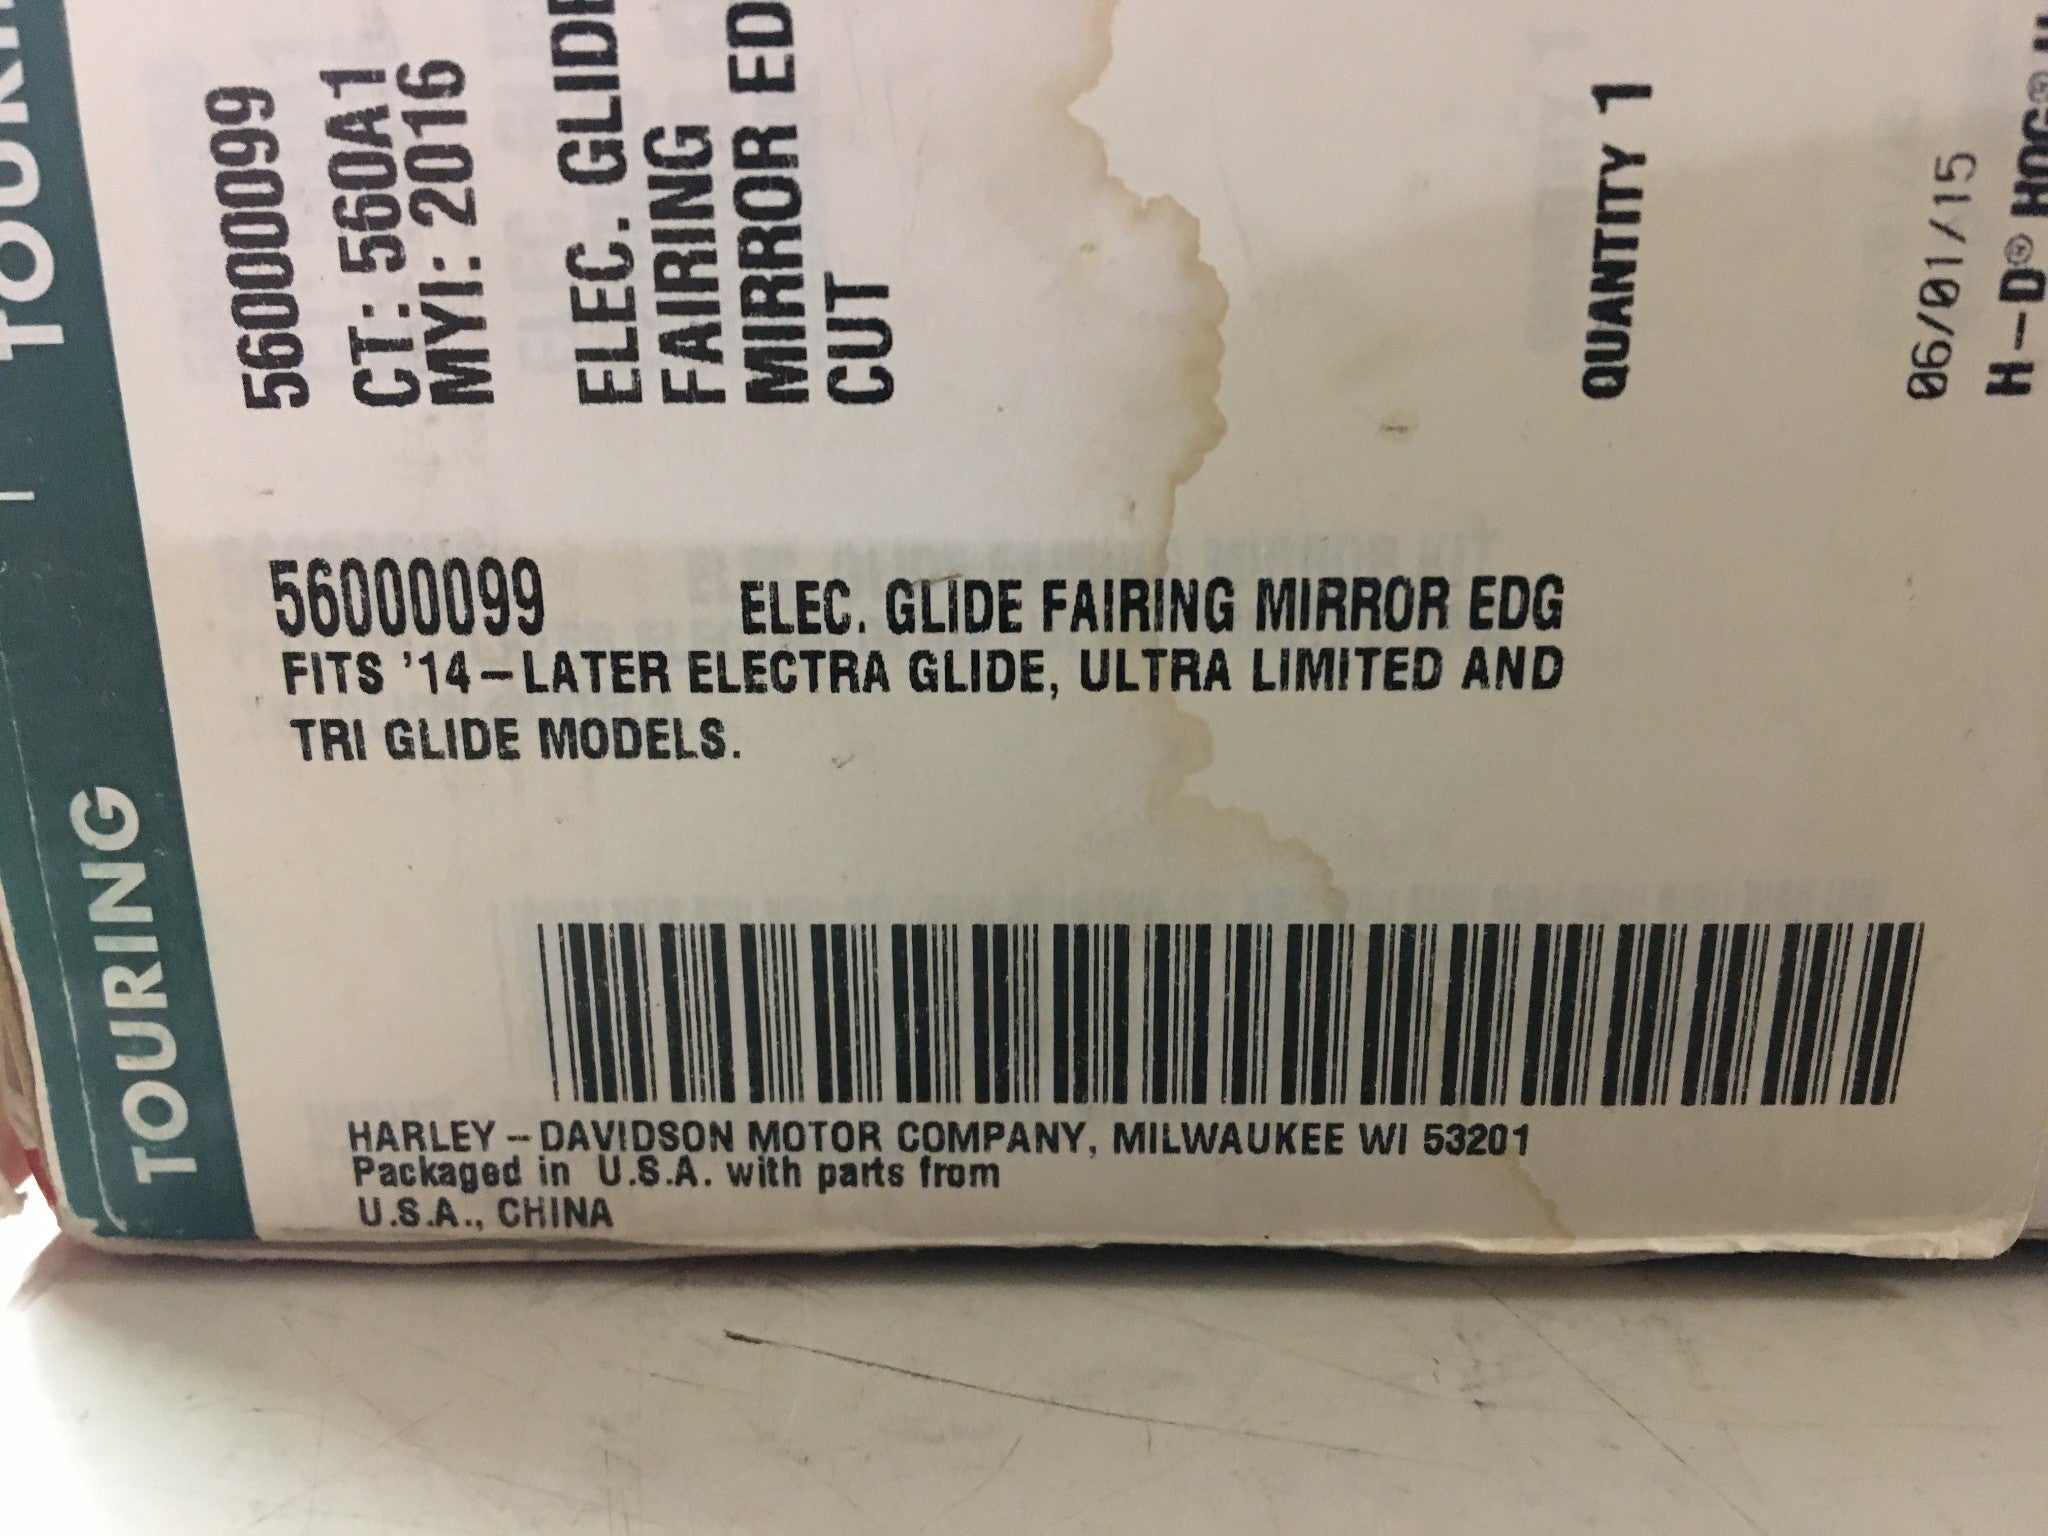 TOURING
56000099
CT: 560A1
MYI: 2016
ELEC. GLIDE
FAIRING
MIRROR ED
CUT
QUANTITY 1
06/01/15
H-D® HOG®
56000099 ELEC. GLIDE FAIRING MIRROR EDG
FITS '14-LATER ELECTRA GLIDE, ULTRA LIMITED AND
TRI GLIDE MODELS.
TOURING
HARLEY-DAVIDSON MOTOR COMPANY, MILWAUKEE WI 53201
Packaged in U.S.A. with parts from
U.S.A., CHINA